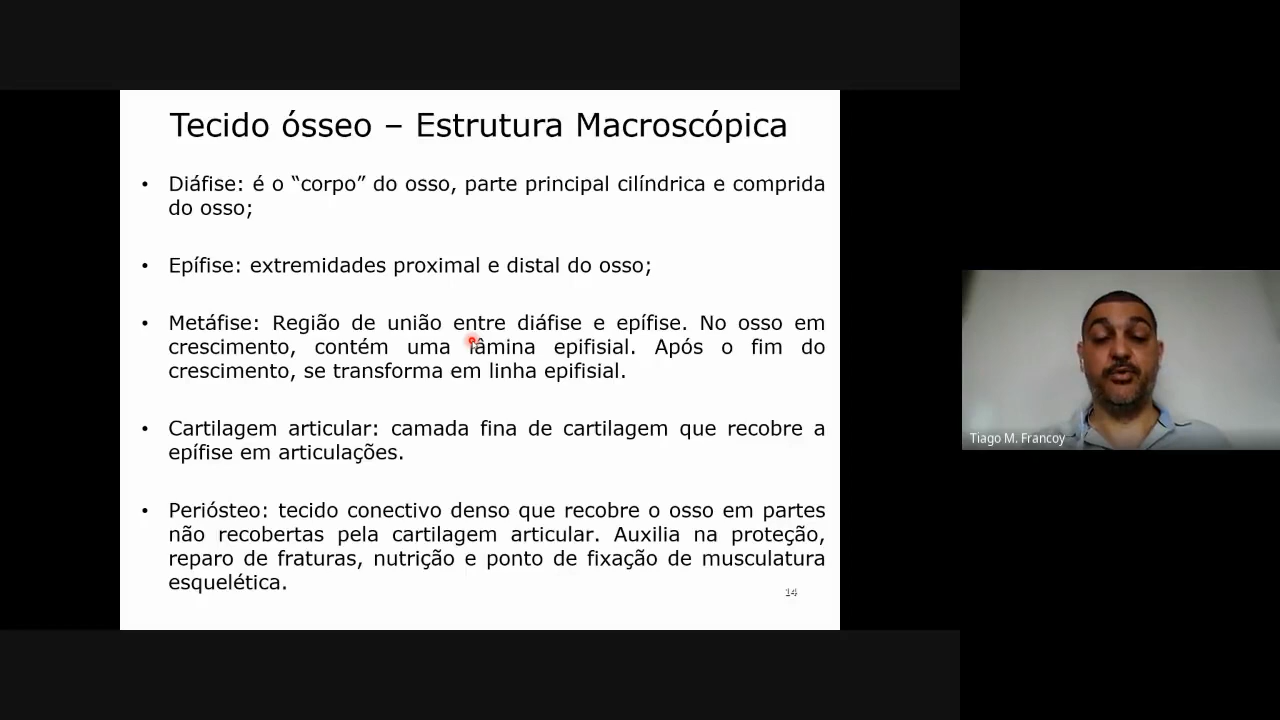 Tecido ósseo – Estrutura Macroscópica
• Diáfise: é o “corpo” do osso, parte principal cilíndrica e comprida
do osso;
• Epífise: extremidades proximal e distal do osso;
• Metáfise: Região de união entre diáfise e epífise. No osso em
crescimento, contém uma lâmina epifisial. Após o fim do
crescimento, se transforma em linha epifisial.
• Cartilagem articular: camada fina de cartilagem que recobre a
epífise em articulações.
• Periósteo: tecido conectivo denso que recobre o osso em partes
não recobertas pela cartilagem articular. Auxilia na proteção,
reparo de fraturas, nutrição e ponto de fixação de musculatura
esquelética.
14
Tiago M. Francoy